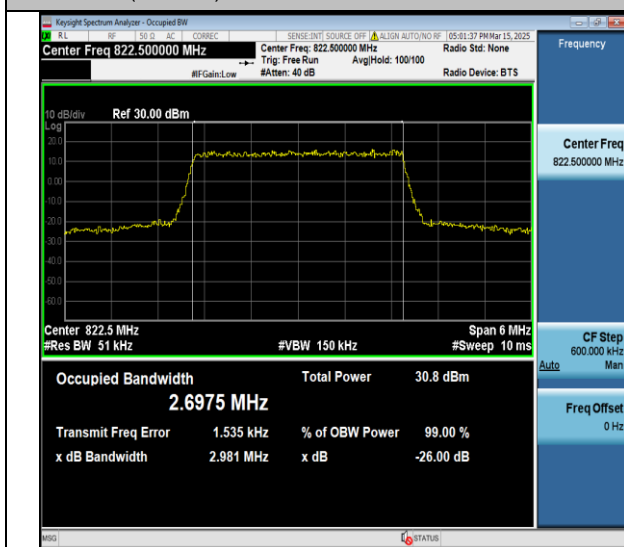 Keysight Spectrum Analyzer - Occupied BW
RL RF 50 Ω AC CORREC SENSE:INT SOURCE OFF ALIGN AUTO/NO RF 05:01:37 PM Mar 15, 2025
Center Freq 822.500000 MHz
Center Freq: 822.500000 MHz Radio Std: None
Trig: Free Run Avg|Hold: 100/100
#IFGain:Low #Atten: 40 dB Radio Device: BTS
10 dB/div Ref 30.00 dBm
Log
20.0
10.0
0.00
-10.0
-20.0
-30.0
-40.0
-50.0
-60.0
Center 822.5 MHz Span 6 MHz
#Res BW 51 kHz #VBW 150 kHz #Sweep 10 ms
Occupied Bandwidth Total Power 30.8 dBm
2.6975 MHz
Transmit Freq Error 1.535 kHz % of OBW Power 99.00 %
x dB Bandwidth 2.981 MHz x dB -26.00 dB
MSG STATUS
Frequency
Center Freq
822.500000 MHz
CF Step
600.000 kHz
Auto Man
Freq Offset
0 Hz